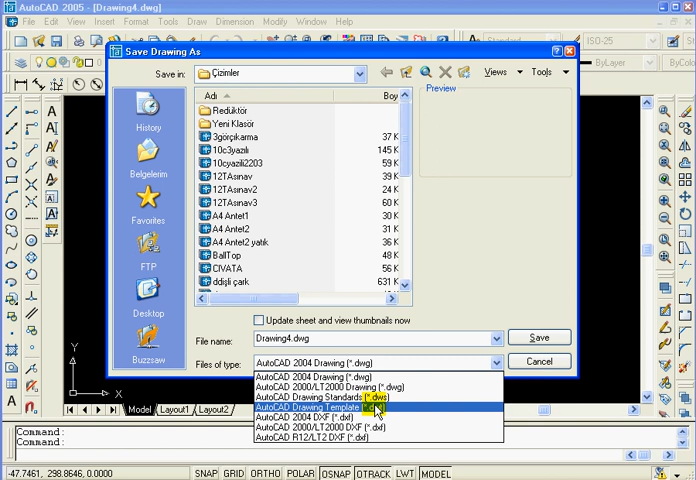 AutoCAD 2005 - [Drawing4.dwg]
File Edit View Insert Format Tools Draw Dimension Modify Window Help
Standard
ISO-25
ByLayer
ByColo
Save Drawing As
Save in: Çizimler
Views Tools
Adı Boy
Preview
Redüktör
Yeni Klasör
3görçıkarma 37 K
10c3yazılı 145 K
10cyazili2203 59 K
12TAsınav 39 K
12TAsınav2 24 K
12TAsınav3 60 K
A4 Antet1 30 K
A4 Antet2 31 K
A4 Antet2 yatık 36 K
BallTop 48 K
CIVATA 56 K
ddişli çark 631 K
History
Belgelerim
Favorites
FTP
Desktop
Buzzsaw
Update sheet and view thumbnails now
File name: Drawing4.dwg Save
Files of type: AutoCAD 2004 Drawing (*.dwg) Cancel
AutoCAD 2004 Drawing (*.dwg)
AutoCAD 2000/LT2000 Drawing (*.dwg)
AutoCAD Drawing Standards (*.dws)
AutoCAD Drawing Template
AutoCAD 2004 DXF (*.dxf)
AutoCAD 2000/LT2000 DXF (*.dxf)
AutoCAD R12/LT2 DXF (*.dxf)
Y
X
Model Layout1 Layout2
Command:
Command:
-47.7461, 298.8646, 0.0000 SNAP GRID ORTHO POLAR OSNAP OTRACK LWT MODEL